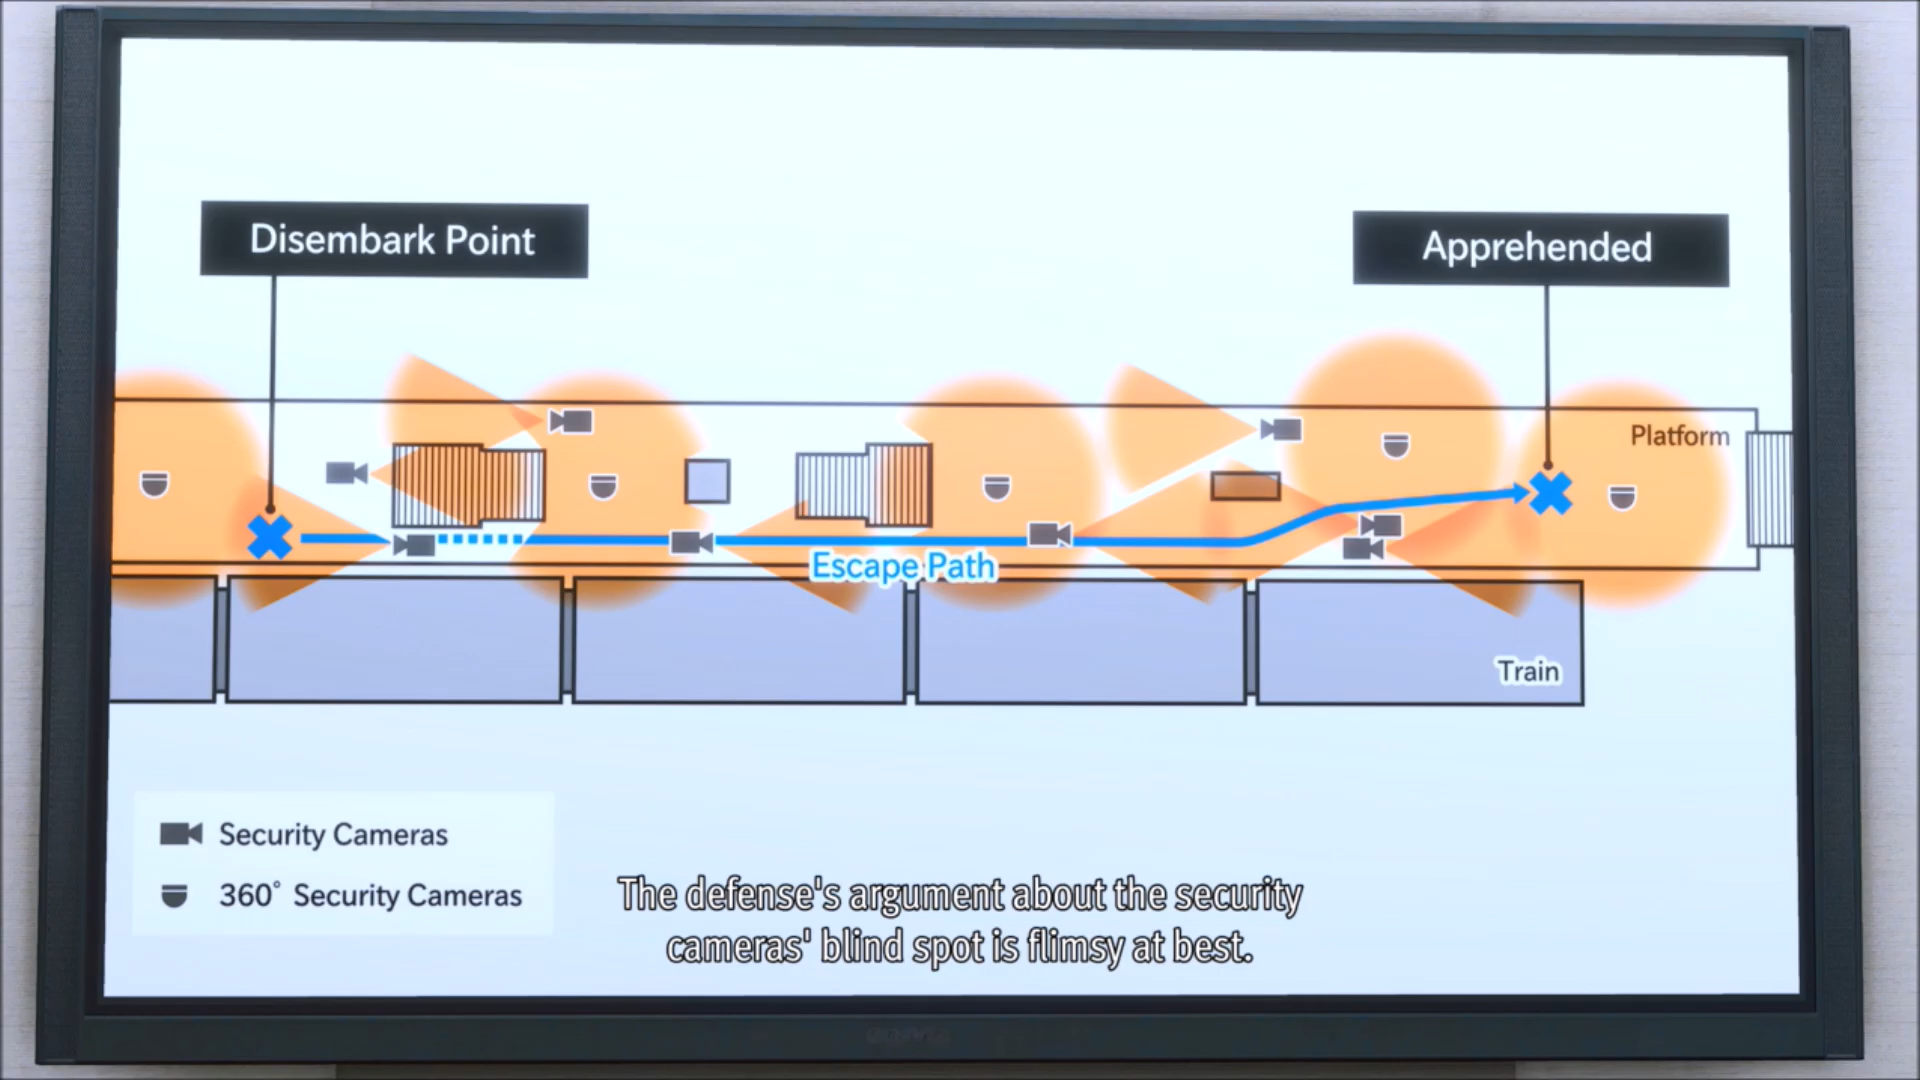 Disembark Point
Apprehended
Platform
Escape Path
Train
Security Cameras
360° Security Cameras
The defense's argument about the security
cameras' blind spot is flimsy at best.